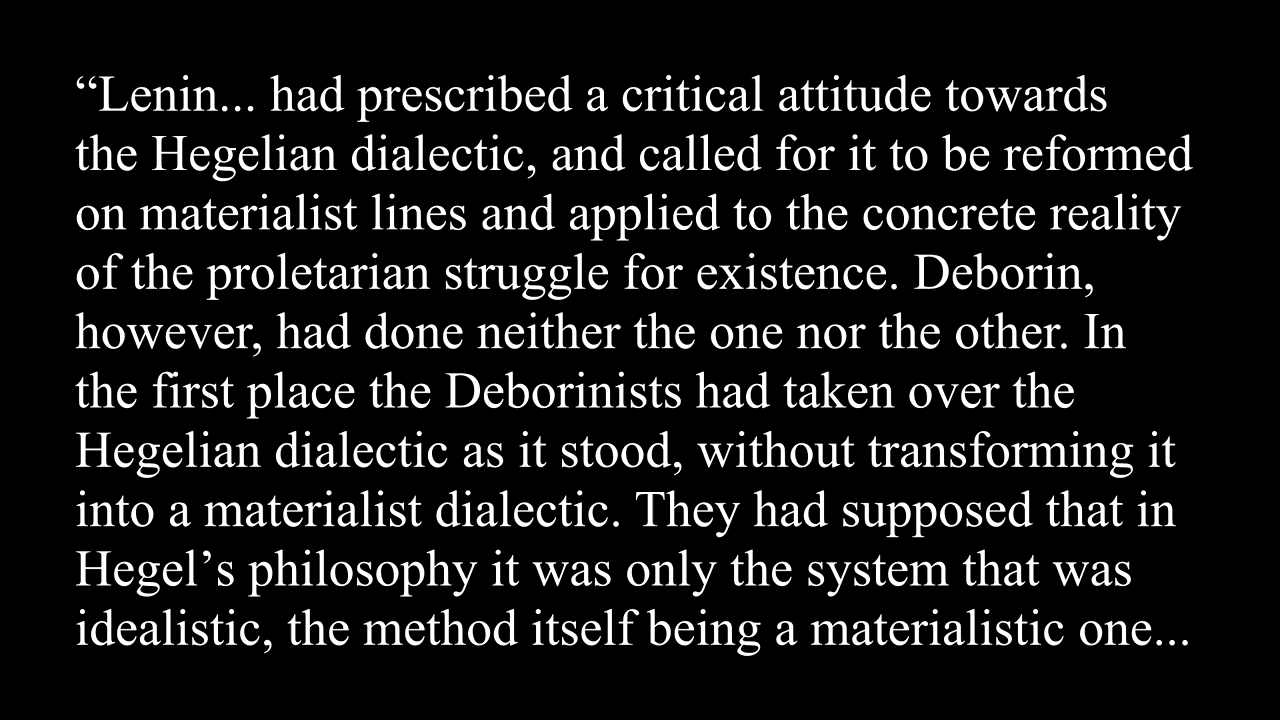 “Lenin... had prescribed a critical attitude towards
the Hegelian dialectic, and called for it to be reformed
on materialist lines and applied to the concrete reality
of the proletarian struggle for existence. Deborin,
however, had done neither the one nor the other. In
the first place the Deborinists had taken over the
Hegelian dialectic as it stood, without transforming it
into a materialist dialectic. They had supposed that in
Hegel’s philosophy it was only the system that was
idealistic, the method itself being a materialistic one...